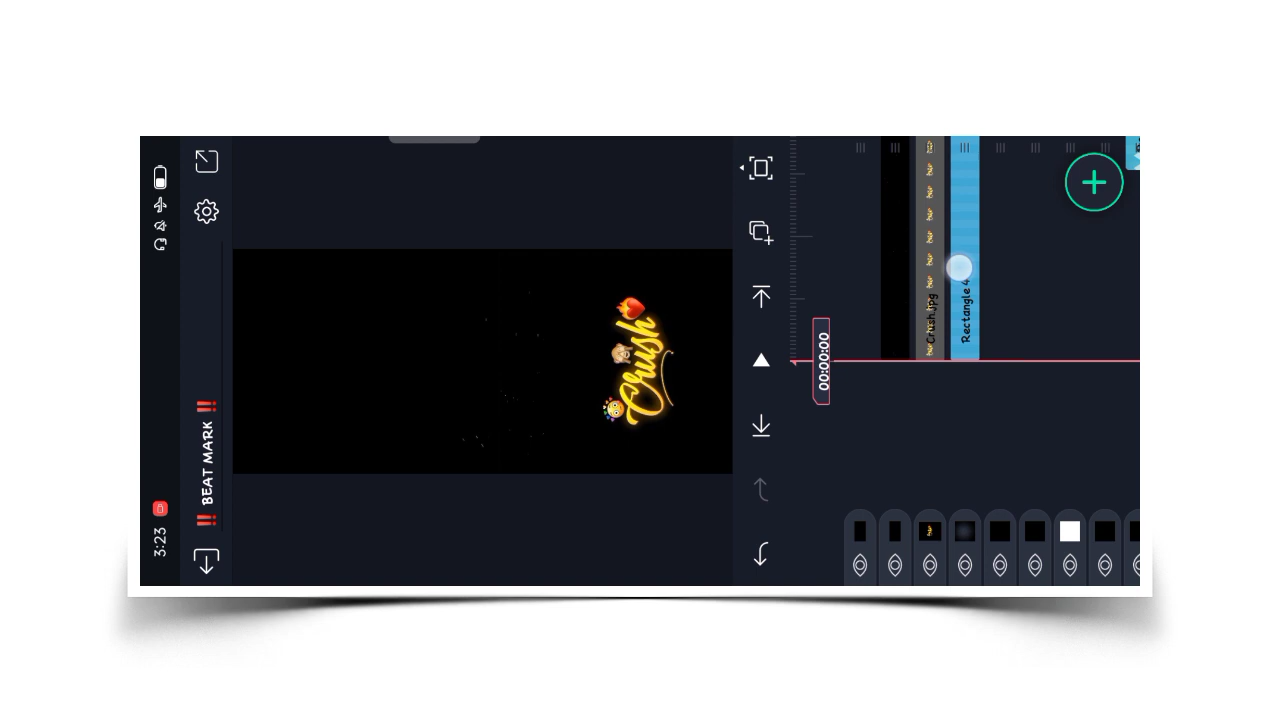 3:23
‼️ BEAT MARK ‼️
Crush
00:00:00
Crush.jpg
Rectangle 4